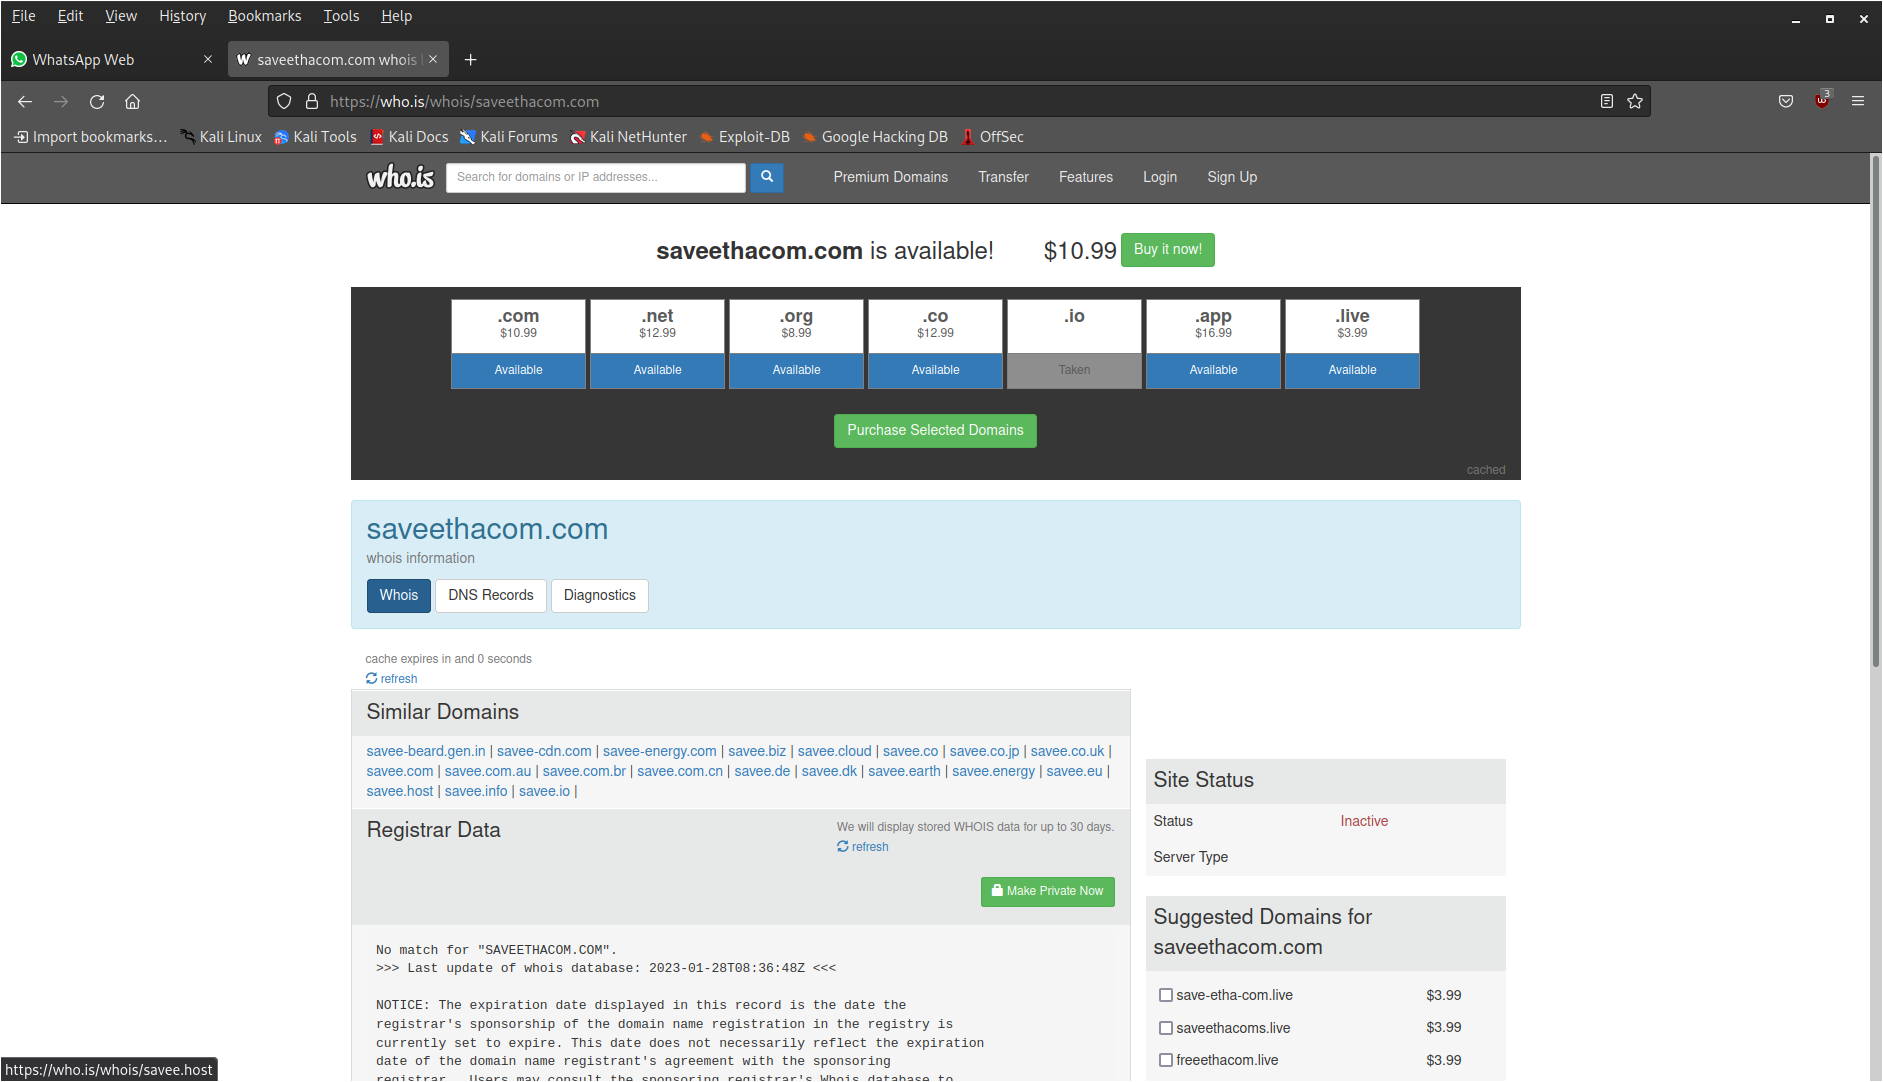 File Edit View History Bookmarks Tools Help
WhatsApp Web
saveethacom.com whois
https://who.is/whois/saveethacom.com
3
Import bookmarks... Kali Linux Kali Tools Kali Docs Kali Forums Kali NetHunter Exploit-DB Google Hacking DB OffSec
who.is Search for domains or IP addresses... Premium Domains Transfer Features Login Sign Up
saveethacom.com is available! $10.99 Buy it now!
.com .net .org .co .io .app .live
$10.99 $12.99 $8.99 $12.99 $16.99 $3.99
Available Available Available Available Taken Available Available
Purchase Selected Domains
cached
saveethacom.com
whois information
Whois DNS Records Diagnostics
cache expires in and 0 seconds
refresh
Similar Domains
savee-beard.gen.in | savee-cdn.com | savee-energy.com | savee.biz | savee.cloud | savee.co | savee.co.jp | savee.co.uk |
savee.com | savee.com.au | savee.com.br | savee.com.cn | savee.de | savee.dk | savee.earth | savee.energy | savee.eu |
savee.host | savee.info | savee.io |
Registrar Data
We will display stored WHOIS data for up to 30 days.
refresh
Make Private Now
No match for "SAVEETHACOM.COM".
>>> Last update of whois database: 2023-01-28T08:36:48Z <<<
NOTICE: The expiration date displayed in this record is the date the
registrar's sponsorship of the domain name registration in the registry is
currently set to expire. This date does not necessarily reflect the expiration
date of the domain name registrant's agreement with the sponsoring
registrar. Users may consult the sponsoring registrar's Whois database to
Site Status
Status Inactive
Server Type
Suggested Domains for
saveethacom.com
save-etha-com.live $3.99
saveethacoms.live $3.99
freeethacom.live $3.99
https://who.is/whois/savee.host